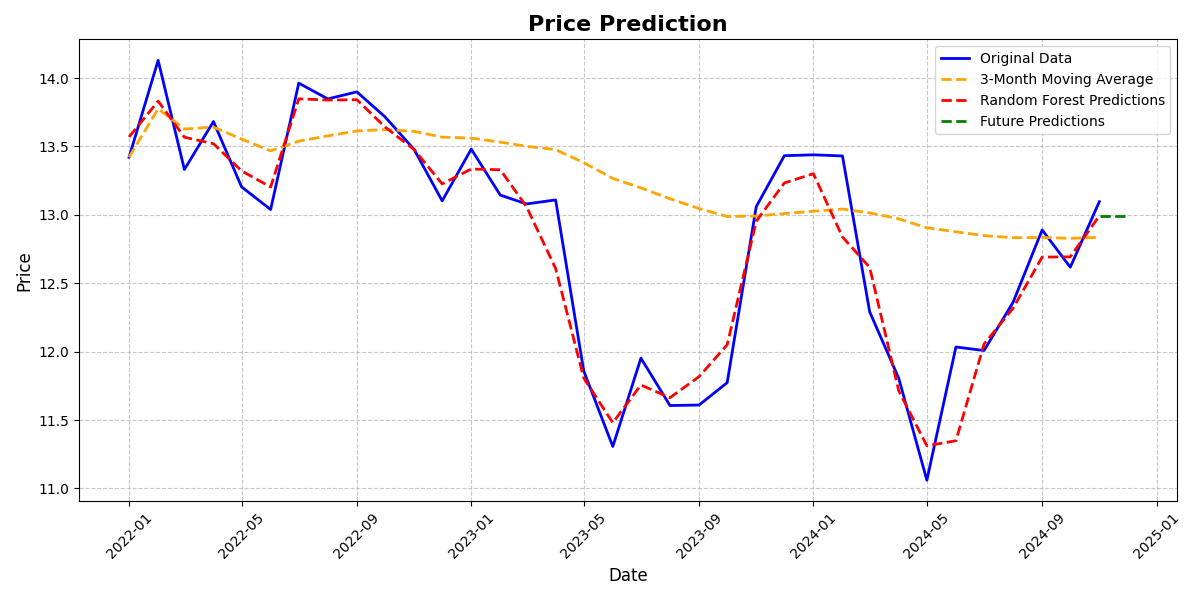 Price Prediction
Original Data
3-Month Moving Average
Random Forest Predictions
Future Predictions
Price
14.0
13.5
13.0
12.5
12.0
11.5
11.0
2022-01
2022-05
2022-09
2023-01
2023-05
2023-09
2024-01
2024-05
2024-09
2025-01
Date